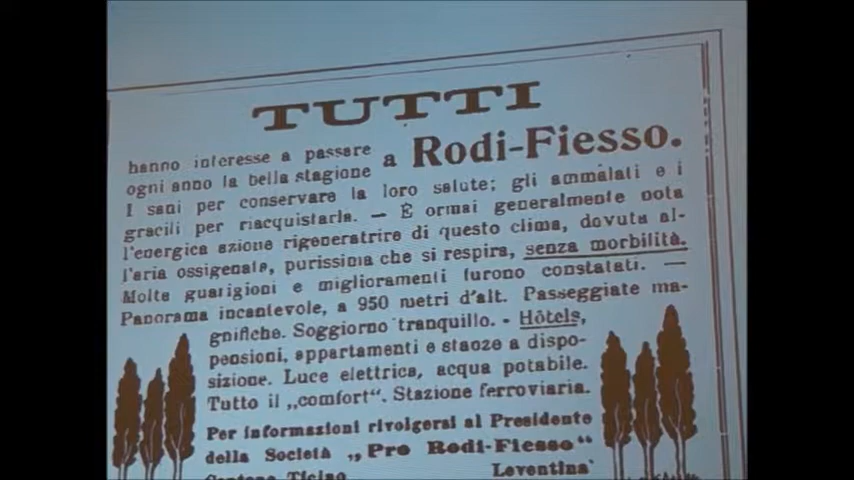 TUTTI
hanno interesse a passare
ogni anno la bella stagione a Rodi-Fiesso.
I sani per conservare la loro salute; gli ammalati e i
gracili per riacquistarla. — È ormai generalmente nota
l'energica azione rigeneratrire di questo clima, dovuta al-
l'aria ossigenata, purissima che si respira, senza morbilità.
Molte guarigioni e miglioramenti furono constatati. —
Panorama incantevole, a 950 metri d'alt. Passeggiate ma-
gnifiche. Soggiorno tranquillo. - Hôtels,
pensioni, appartamenti e stanze a dispo-
sizione. Luce elettrica, acqua potabile.
Tutto il „comfort“. Stazione ferroviaria.
Per informazioni rivolgersi al Presidente
della Società „Pro Rodi-Fiesso“
Cantone Ticino Leventina